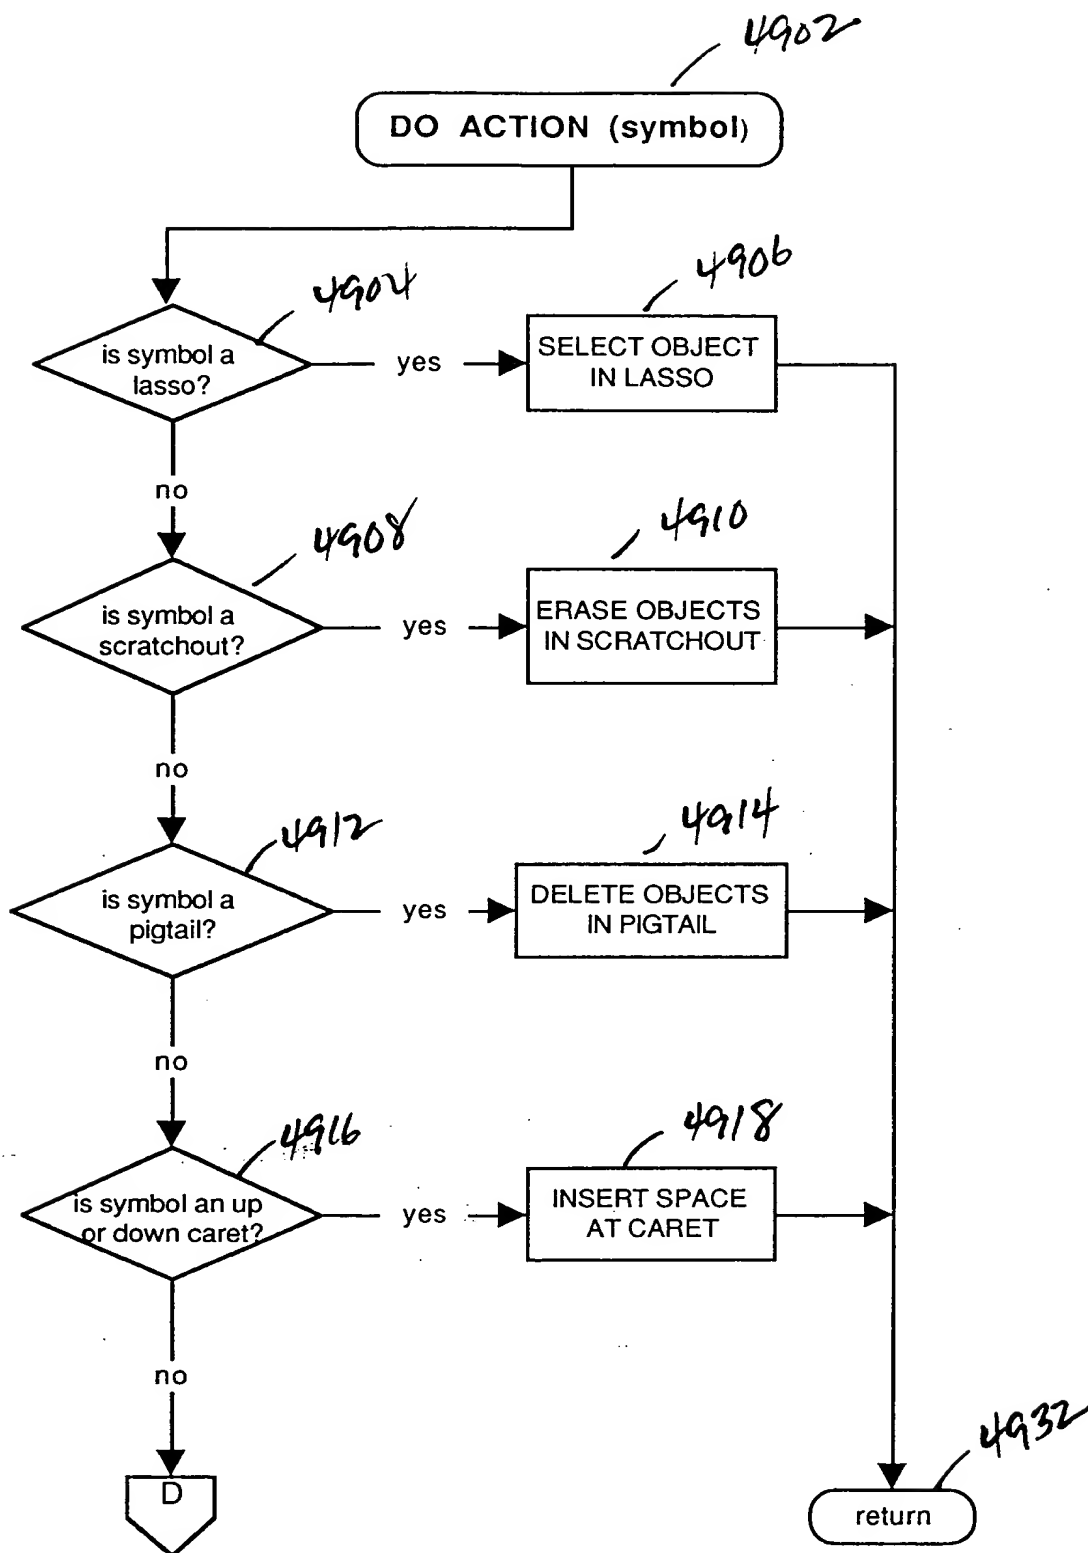 4902
DO ACTION (symbol)
4904
is symbol a
lasso?
yes
4906
SELECT OBJECT
IN LASSO
no
4908
is symbol a
scratchout?
yes
4910
ERASE OBJECTS
IN SCRATCHOUT
no
4912
is symbol a
pigtail?
yes
4914
DELETE OBJECTS
IN PIGTAIL
no
4916
is symbol an up
or down caret?
yes
4918
INSERT SPACE
AT CARET
no
D
4932
return